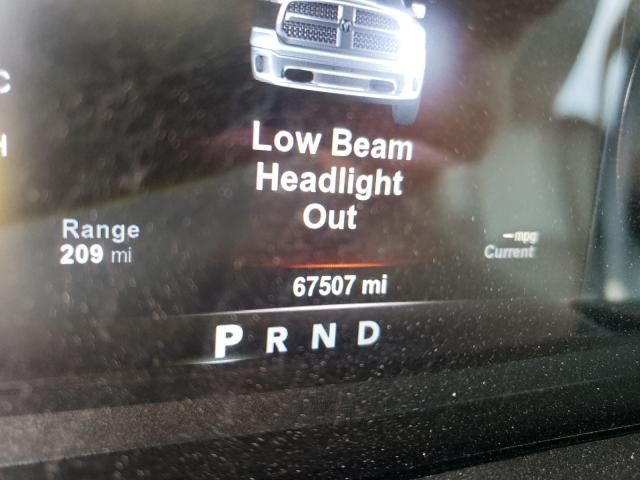 C
H
Low Beam
Headlight
Out
Range
209 mi
–mpg
Current
67507 mi
P R N D